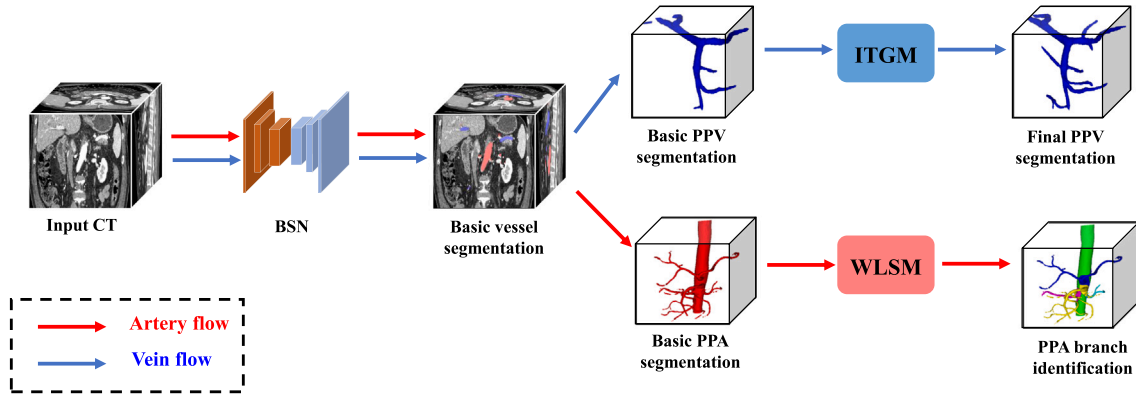 Input CT
BSN
Basic vessel
segmentation
Basic PPV
segmentation
ITGM
Final PPV
segmentation
Basic PPA
segmentation
WLSM
PPA branch
identification
Artery flow
Vein flow